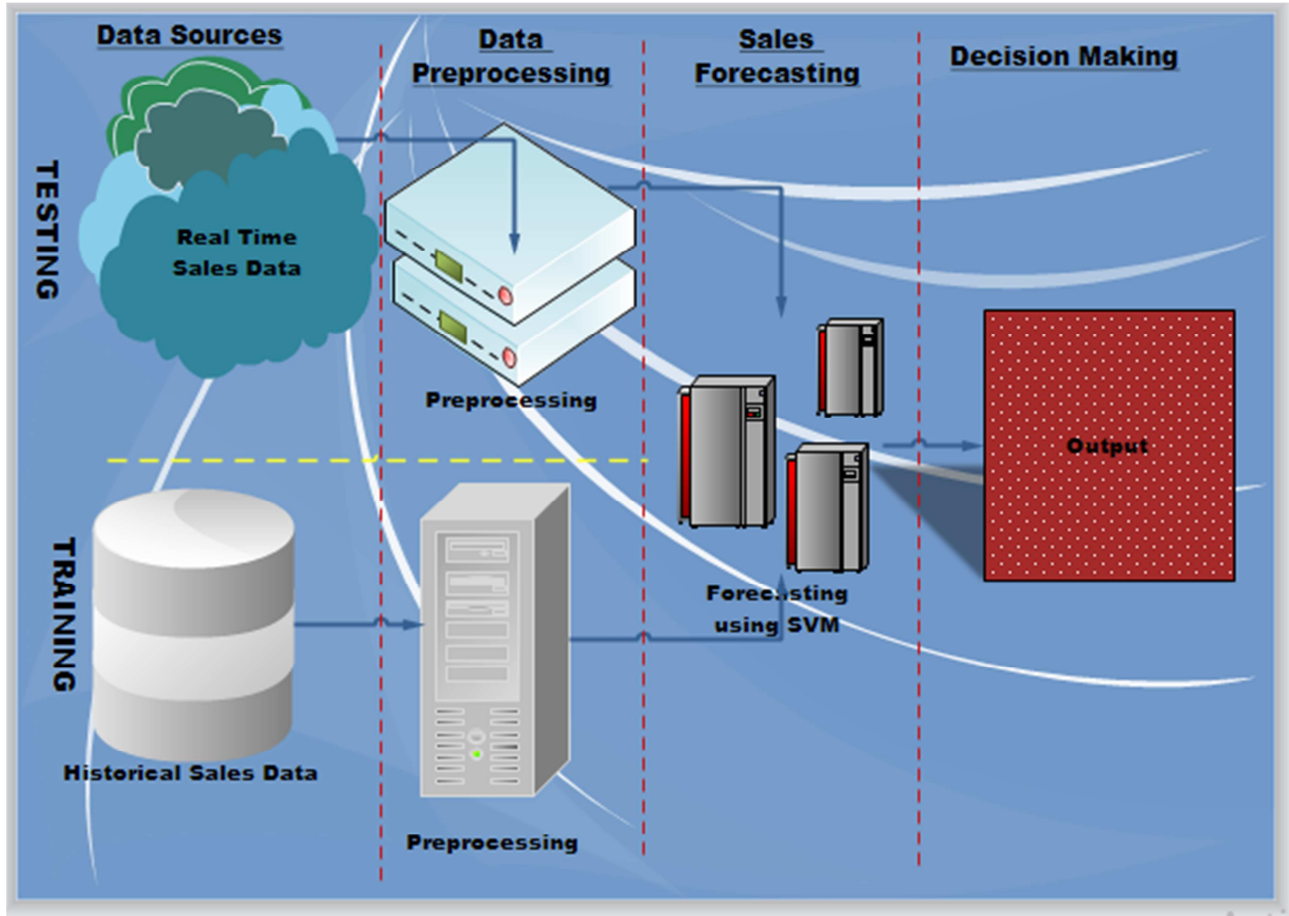 Data Sources
Data
Preprocessing
Sales
Forecasting
Decision Making
TESTING
Real Time
Sales Data
Preprocessing
Output
TRAINING
Forecasting
using SVM
Historical Sales Data
Preprocessing